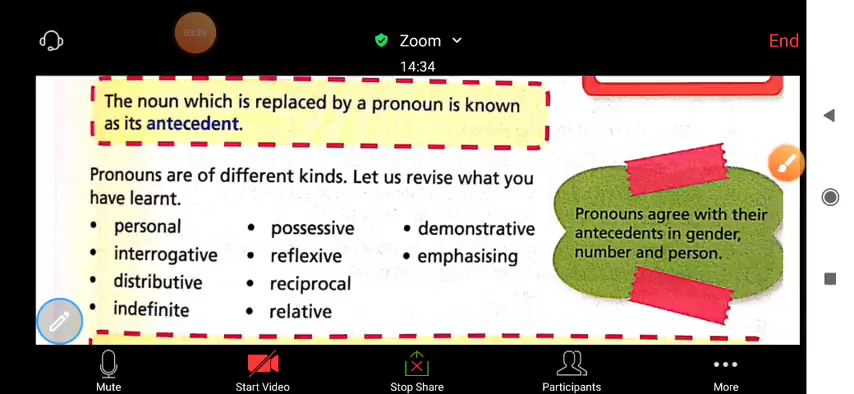 03:29
Zoom
End
14:34
The noun which is replaced by a pronoun is known
as its antecedent.
Pronouns are of different kinds. Let us revise what you
have learnt.
• personal
• interrogative
• distributive
• indefinite
• possessive
• reflexive
• reciprocal
• relative
• demonstrative
• emphasising
Pronouns agree with their
antecedents in gender,
number and person.
Mute
Start Video
Stop Share
Participants
More